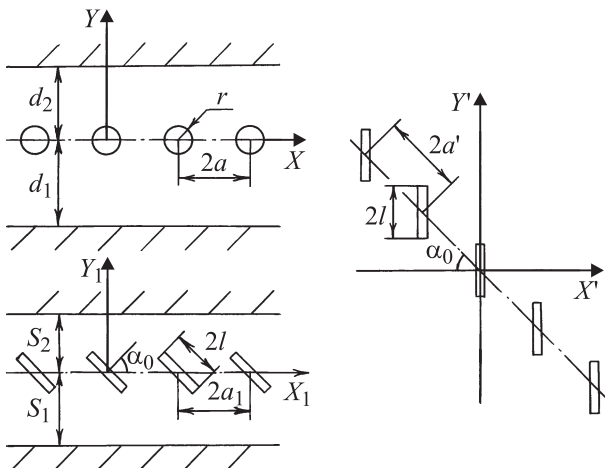 Y
d₂
r
X
2a
d₁
Y₁
S₂
α₀
2l
X₁
2a₁
S₁
Y'
2a'
2l
α₀
X'